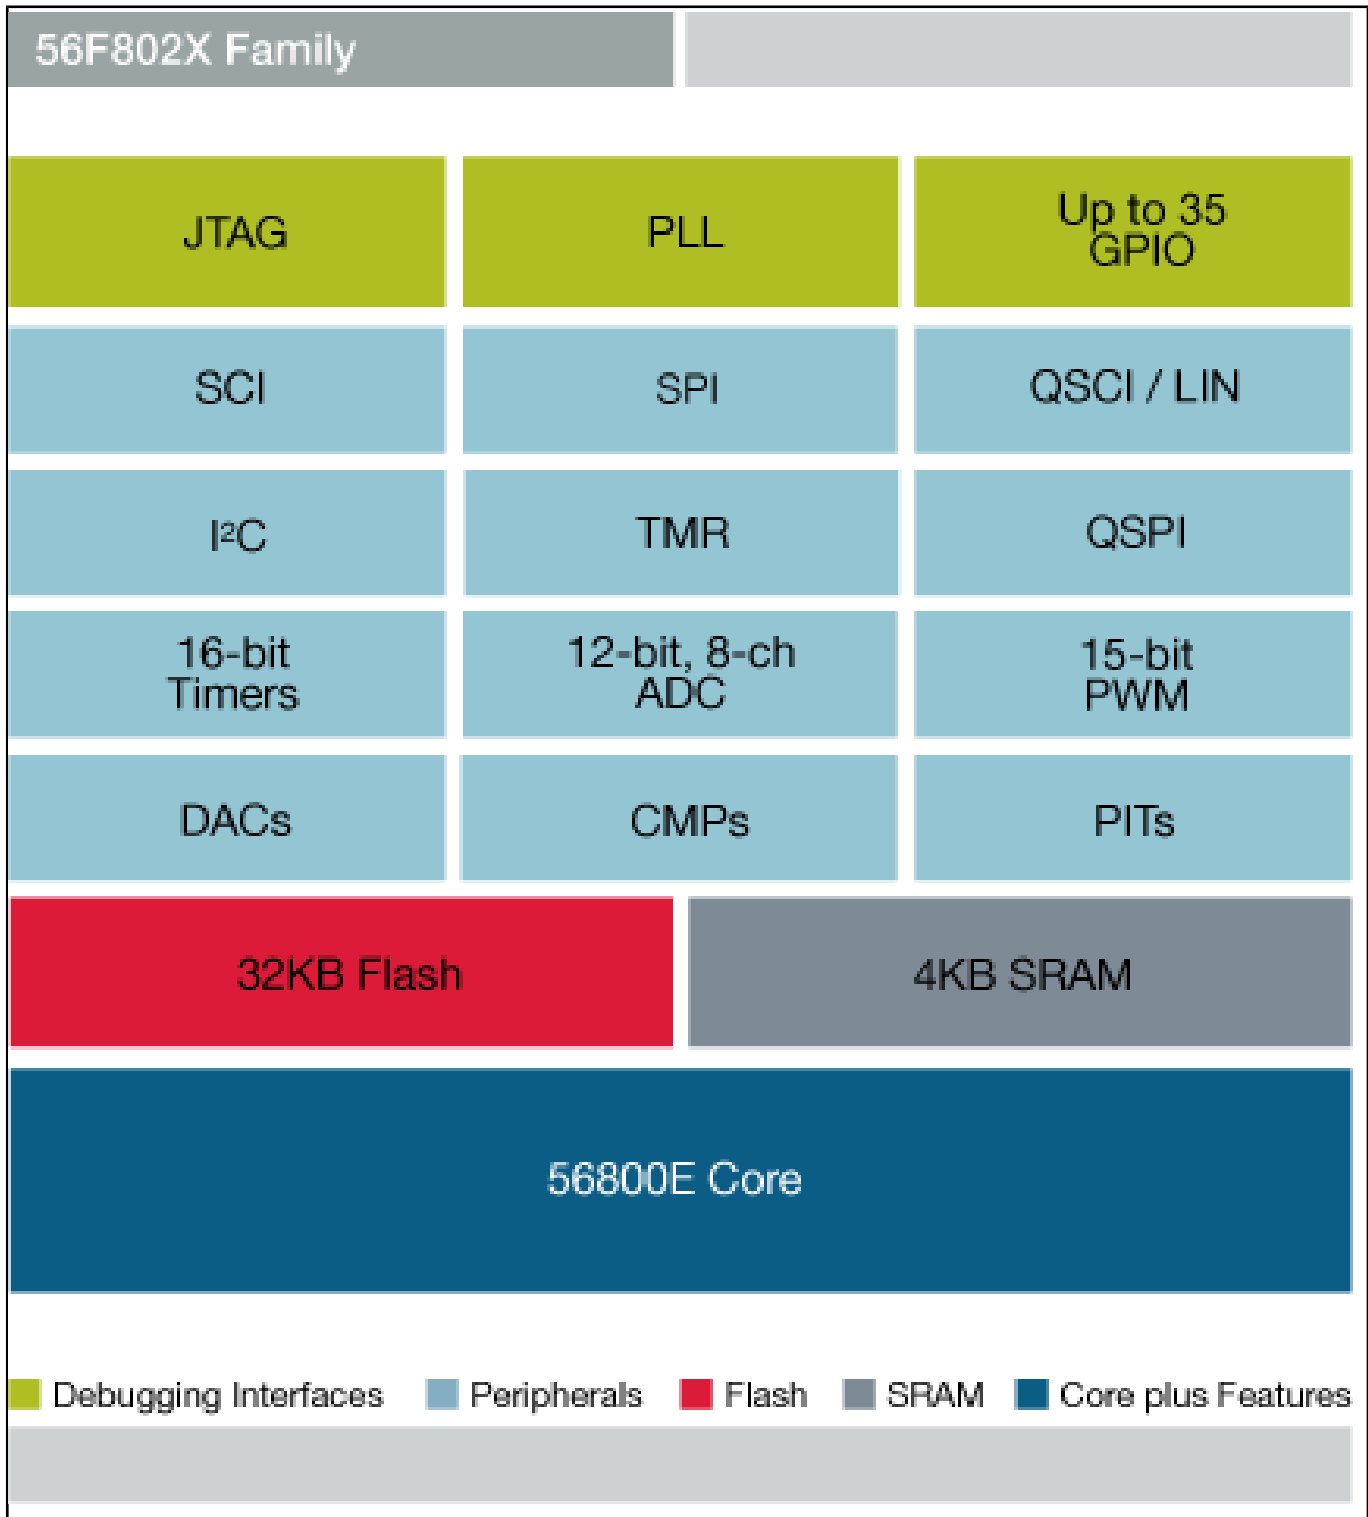 56F802X Family
JTAG
PLL
Up to 35
GPIO
SCI
SPI
QSCI / LIN
I²C
TMR
QSPI
16-bit
Timers
12-bit, 8-ch
ADC
15-bit
PWM
DACs
CMPs
PITs
32KB Flash
4KB SRAM
56800E Core
Debugging Interfaces
Peripherals
Flash
SRAM
Core plus Features